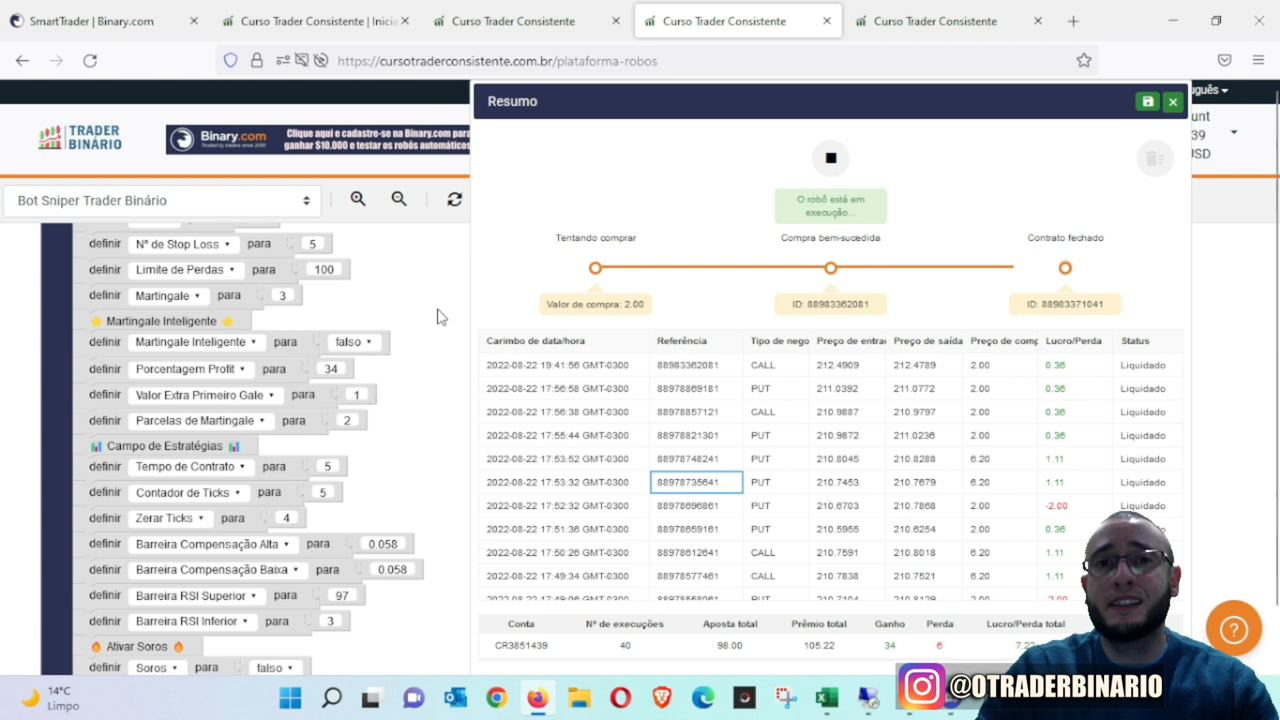 SmartTrader | Binary.com
Curso Trader Consistente | Inicia
Curso Trader Consistente
Curso Trader Consistente
Curso Trader Consistente
https://cursotraderconsistente.com.br/plataforma-robos
Resumo
uguês
TRADER BINÁRIO
Binary.com
Clique aqui e cadastre-se na Binary.com para
ganhar $10.000 e testar os robôs automáticos
unt
39
USD
Bot Sniper Trader Binário
O robô está em
execução...
Tentando comprar Compra bem-sucedida Contrato fechado
Valor de compra: 2.00 ID: 88983362081 ID: 88983371041
definir Nº de Stop Loss para 5
definir Limite de Perdas para 100
definir Martingale para 3
Martingale Inteligente
definir Martingale Inteligente para falso
definir Porcentagem Profit para 34
definir Valor Extra Primeiro Gale para 1
definir Parcelas de Martingale para 2
Campo de Estratégias
definir Tempo de Contrato para 5
definir Contador de Ticks para 5
definir Zerar Ticks para 4
definir Barreira Compensação Alta para 0.058
definir Barreira Compensação Baixa para 0.058
definir Barreira RSI Superior para 97
definir Barreira RSI Inferior para 3
Ativar Soros
definir Soros para falso
Carimbo de data/hora Referência Tipo de nego Preço de entra Preço de saída Preço de comp Lucro/Perda Status
2022-08-22 19:41:56 GMT-0300 88983362081 CALL 212.4909 212.4789 2.00 0.36 Liquidado
2022-08-22 17:56:58 GMT-0300 88978869181 PUT 211.0392 211.0772 2.00 0.36 Liquidado
2022-08-22 17:56:38 GMT-0300 88978857121 CALL 210.9887 210.9797 2.00 0.36 Liquidado
2022-08-22 17:55:44 GMT-0300 88978821301 PUT 210.9872 211.0236 2.00 0.36 Liquidado
2022-08-22 17:53:52 GMT-0300 88978748241 PUT 210.8045 210.8288 6.20 1.11 Liquidado
2022-08-22 17:53:32 GMT-0300 88978735641 PUT 210.7453 210.7679 6.20 1.11 Liquidado
2022-08-22 17:52:32 GMT-0300 88978696861 PUT 210.6703 210.7868 2.00 -2.00 Liquidado
2022-08-22 17:51:36 GMT-0300 88978659161 PUT 210.5955 210.6254 2.00 0.36 Liquidado
2022-08-22 17:50:26 GMT-0300 88978612641 CALL 210.7591 210.8018 6.20 1.11
2022-08-22 17:49:34 GMT-0300 88978577461 CALL 210.7838 210.7521 6.20 1.11
Conta Nº de execuções Aposta total Prêmio total Ganho Perda Lucro/Perda total
CR3851439 40 98.00 105.22 34 6 7.22
@OTRADERBINARIO
14°C
Limpo